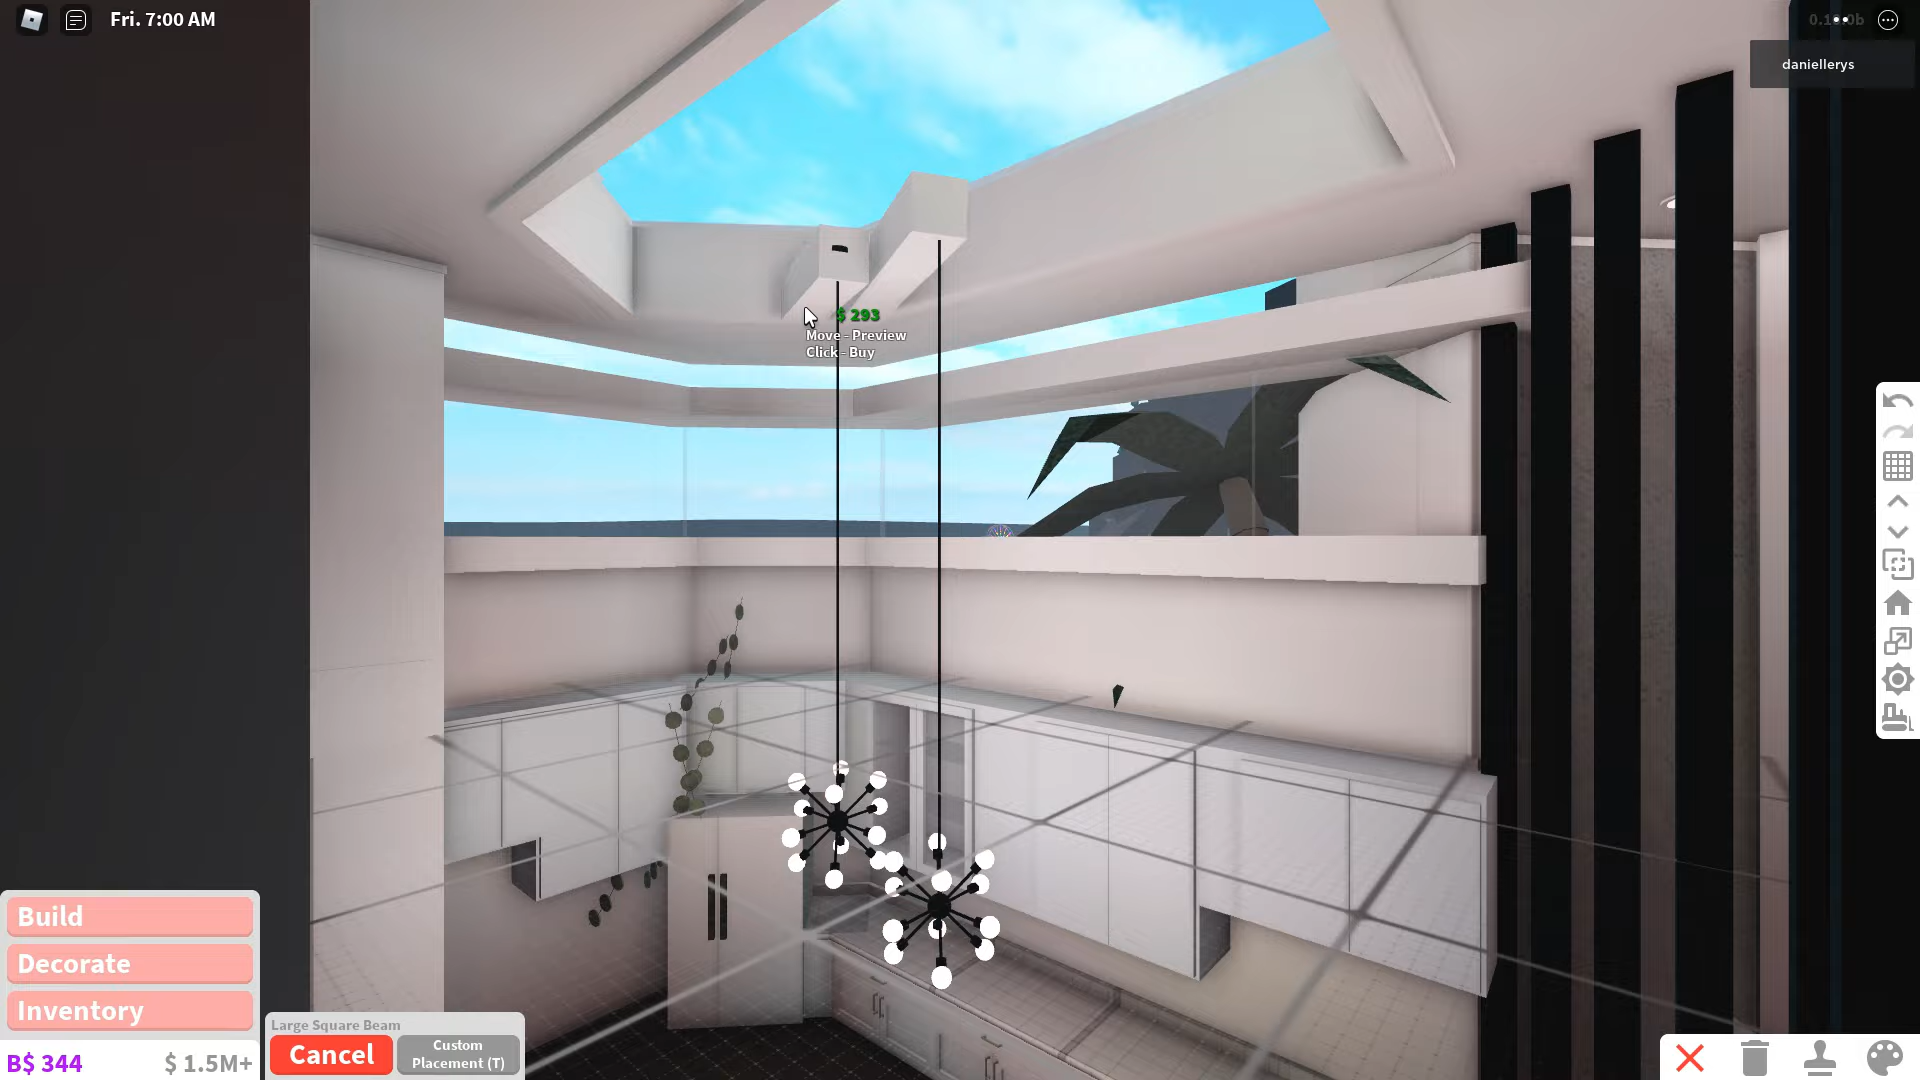 Fri. 7:00 AM
daniellerys
$ 293
Move - Preview
Click - Buy
Build
Decorate
Inventory
B$ 344
$ 1.5M+
Large Square Beam
Cancel
Custom
Placement (T)